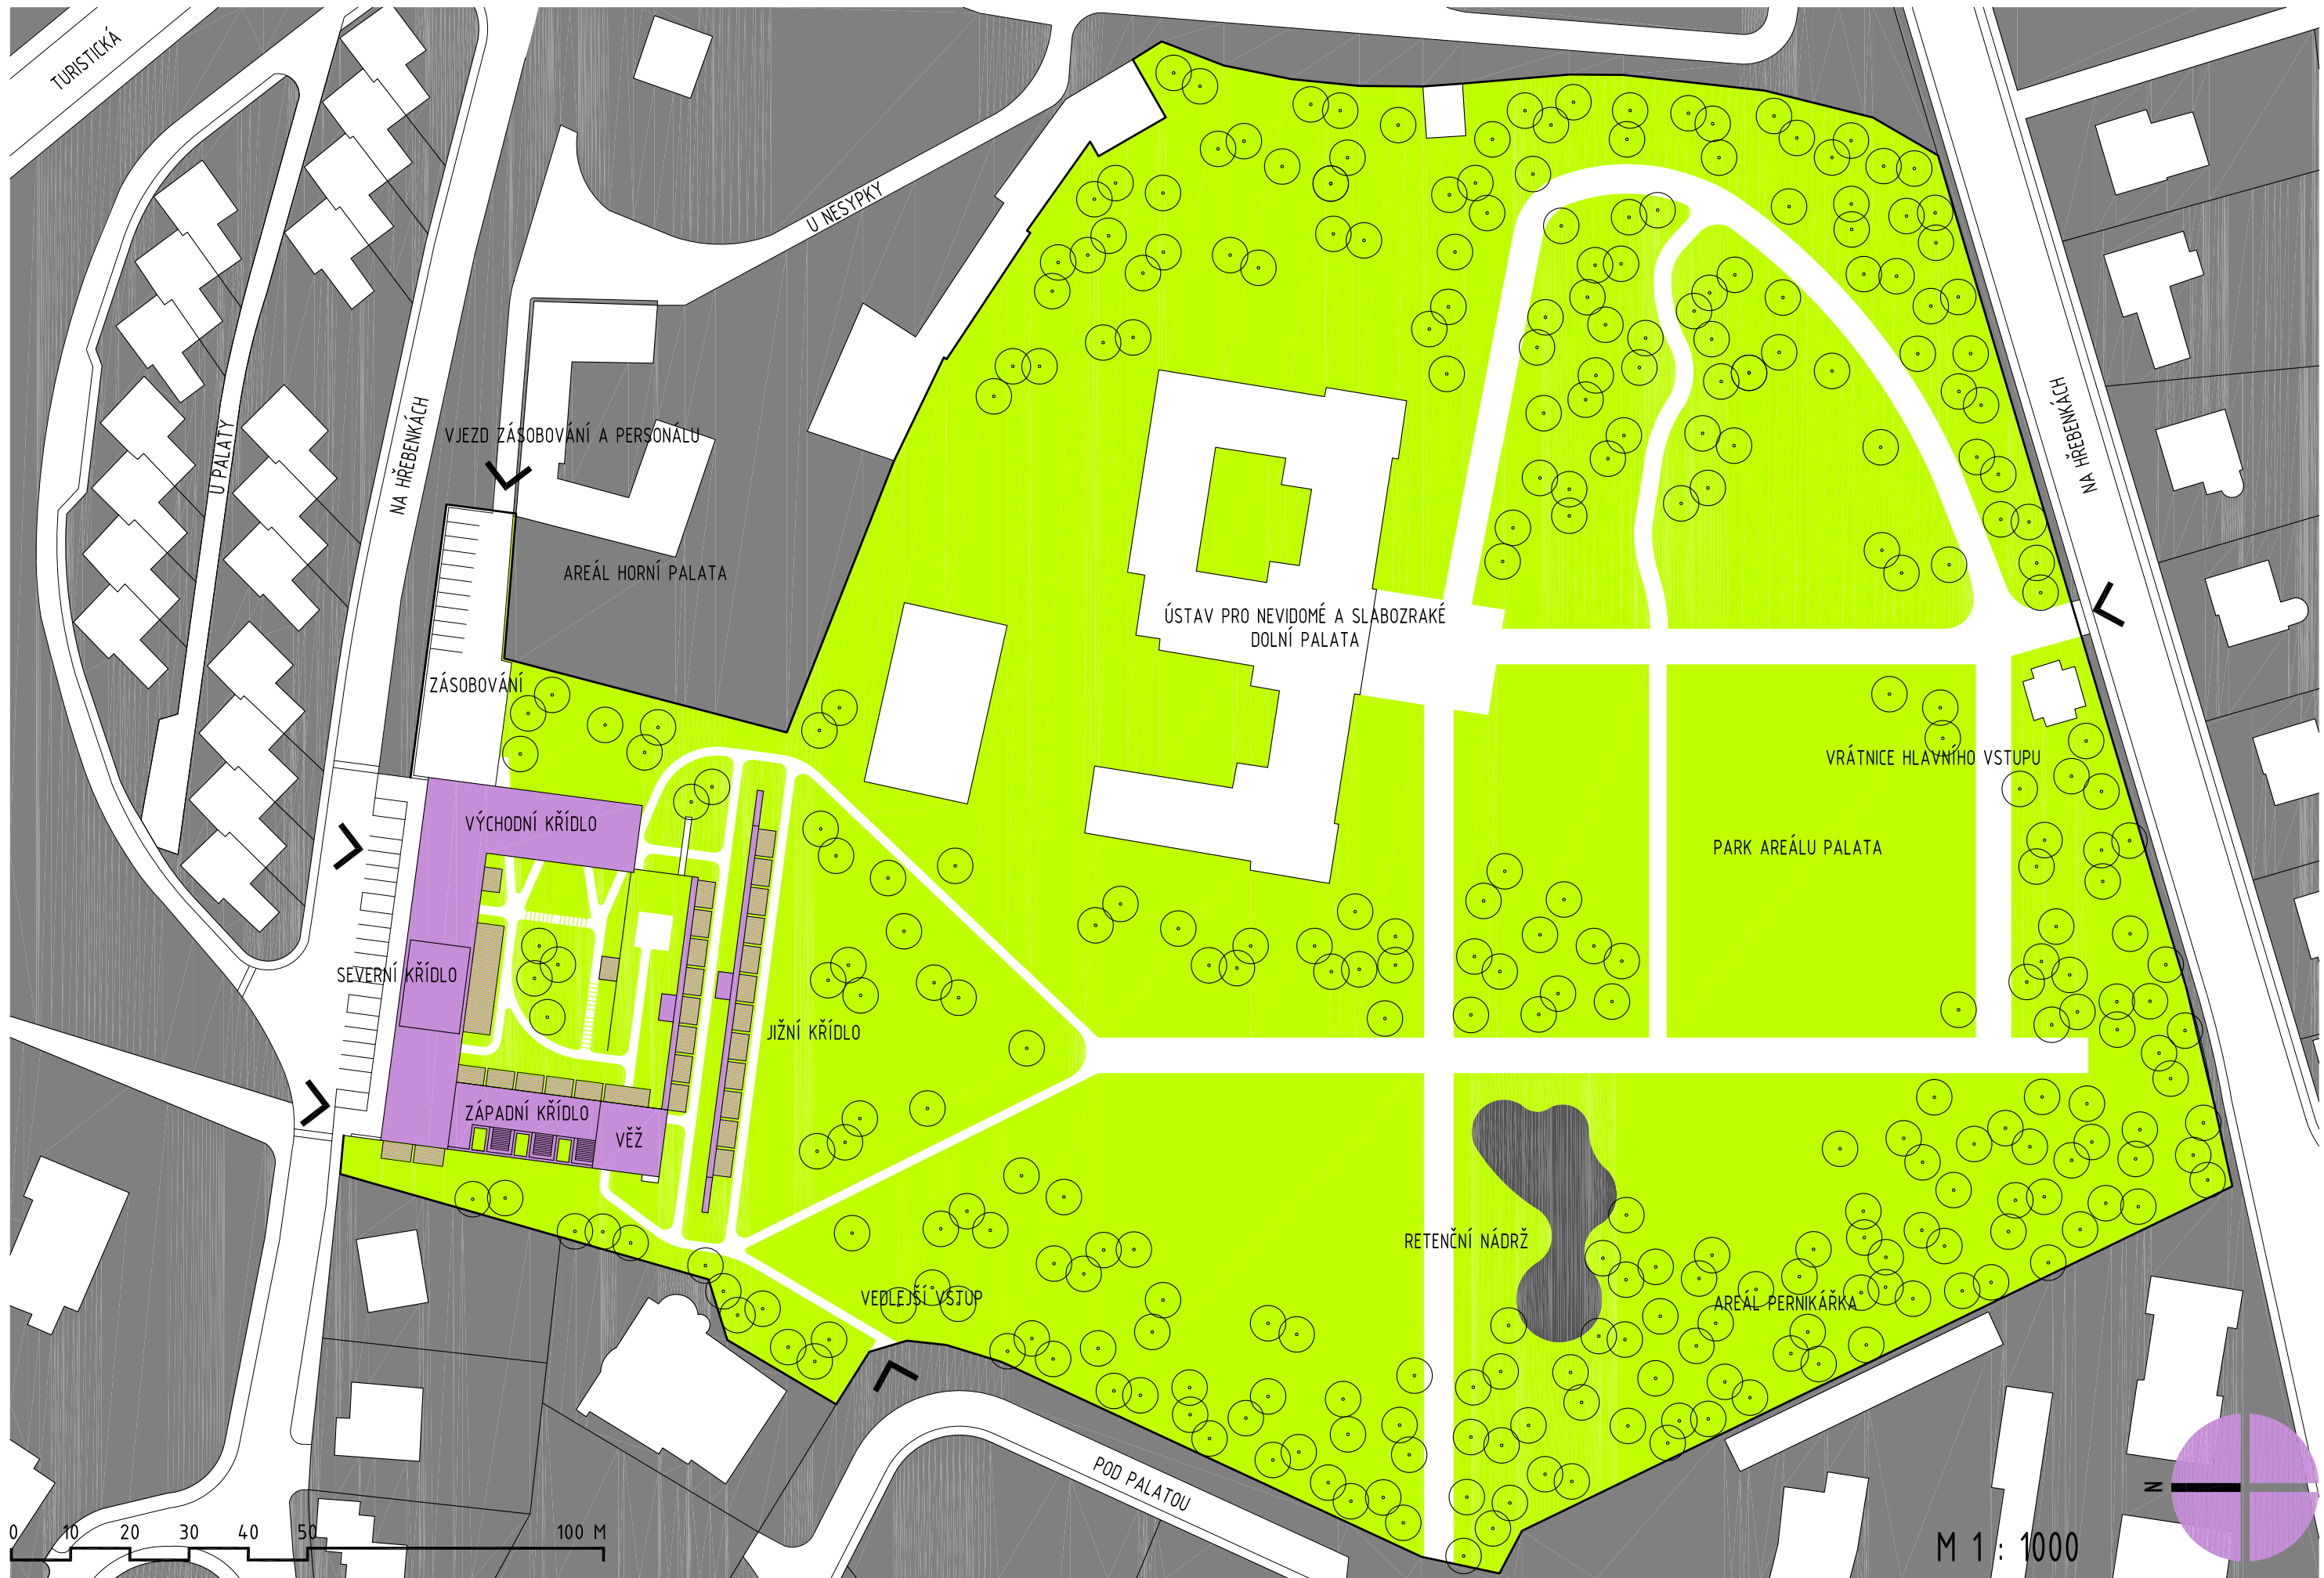 TURISTICKÁ
U NESYPKY
NA HŘEBENKÁCH
U PALATY
NA HŘEBENKÁCH
VJEZD ZÁSOBOVÁNÍ A PERSONÁLU
AREÁL HORNÍ PALATA
ÚSTAV PRO NEVIDOMÉ A SLABOZRAKÉ
DOLNÍ PALATA
ZÁSOBOVÁNÍ
VRÁTNICE HLAVNÍHO VSTUPU
VÝCHODNÍ KŘÍDLO
PARK AREÁLU PALATA
SEVERNÍ KŘÍDLO
JIŽNÍ KŘÍDLO
ZÁPADNÍ KŘÍDLO
VĚŽ
RETENČNÍ NÁDRŽ
VEDLEJŠÍ VSTUP
AREÁL PERNIKÁŘKA
POD PALATOU
N
0 10 20 30 40 50 100 M
M 1 : 1000